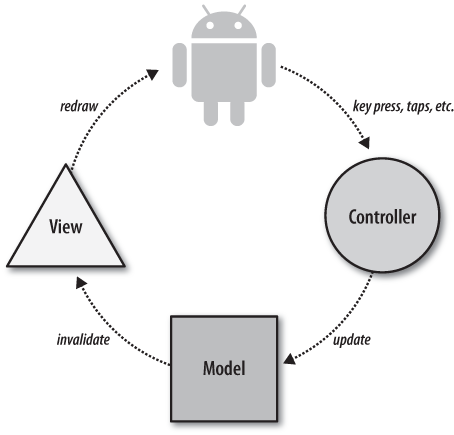 redraw
key press, taps, etc.
View
Controller
invalidate
update
Model